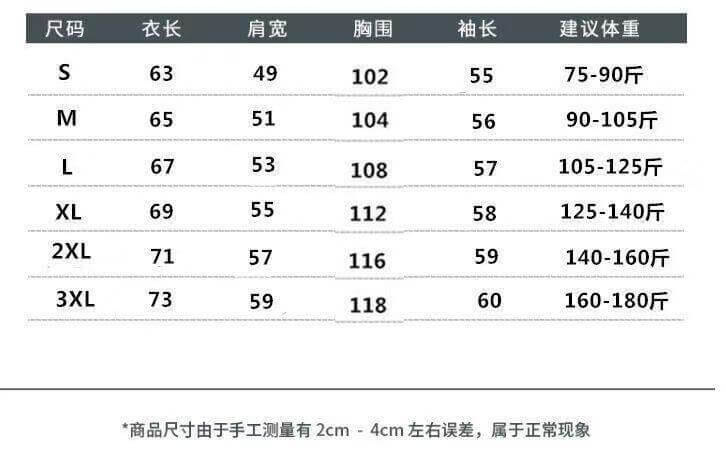 尺码 衣长 肩宽 胸围 袖长 建议体重
S 63 49 102 55 75-90斤
M 65 51 104 56 90-105斤
L 67 53 108 57 105-125斤
XL 69 55 112 58 125-140斤
2XL 71 57 116 59 140-160斤
3XL 73 59 118 60 160-180斤
*商品尺寸由于手工测量有 2cm - 4cm 左右误差，属于正常现象